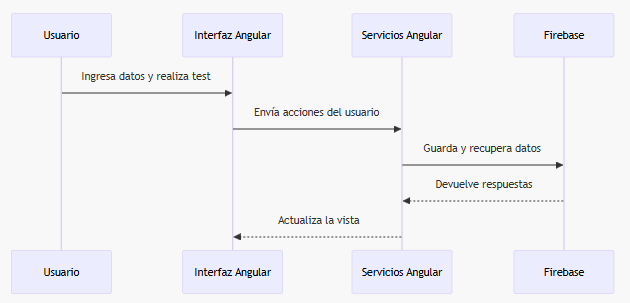 Usuario
Interfaz Angular
Servicios Angular
Firebase
Ingresa datos y realiza test
Envía acciones del usuario
Guarda y recupera datos
Devuelve respuestas
Actualiza la vista
Usuario
Interfaz Angular
Servicios Angular
Firebase